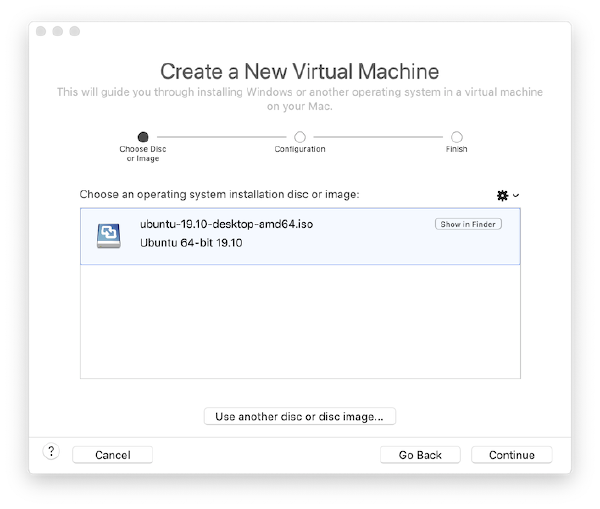 Create a New Virtual Machine
This will guide you through installing Windows or another operating system in a virtual machine
on your Mac.
Choose Disc
or Image
Configuration
Finish
Choose an operating system installation disc or image:
ubuntu-19.10-desktop-amd64.iso
Show in Finder
Ubuntu 64-bit 19.10
Use another disc or disc image...
?
Cancel
Go Back
Continue